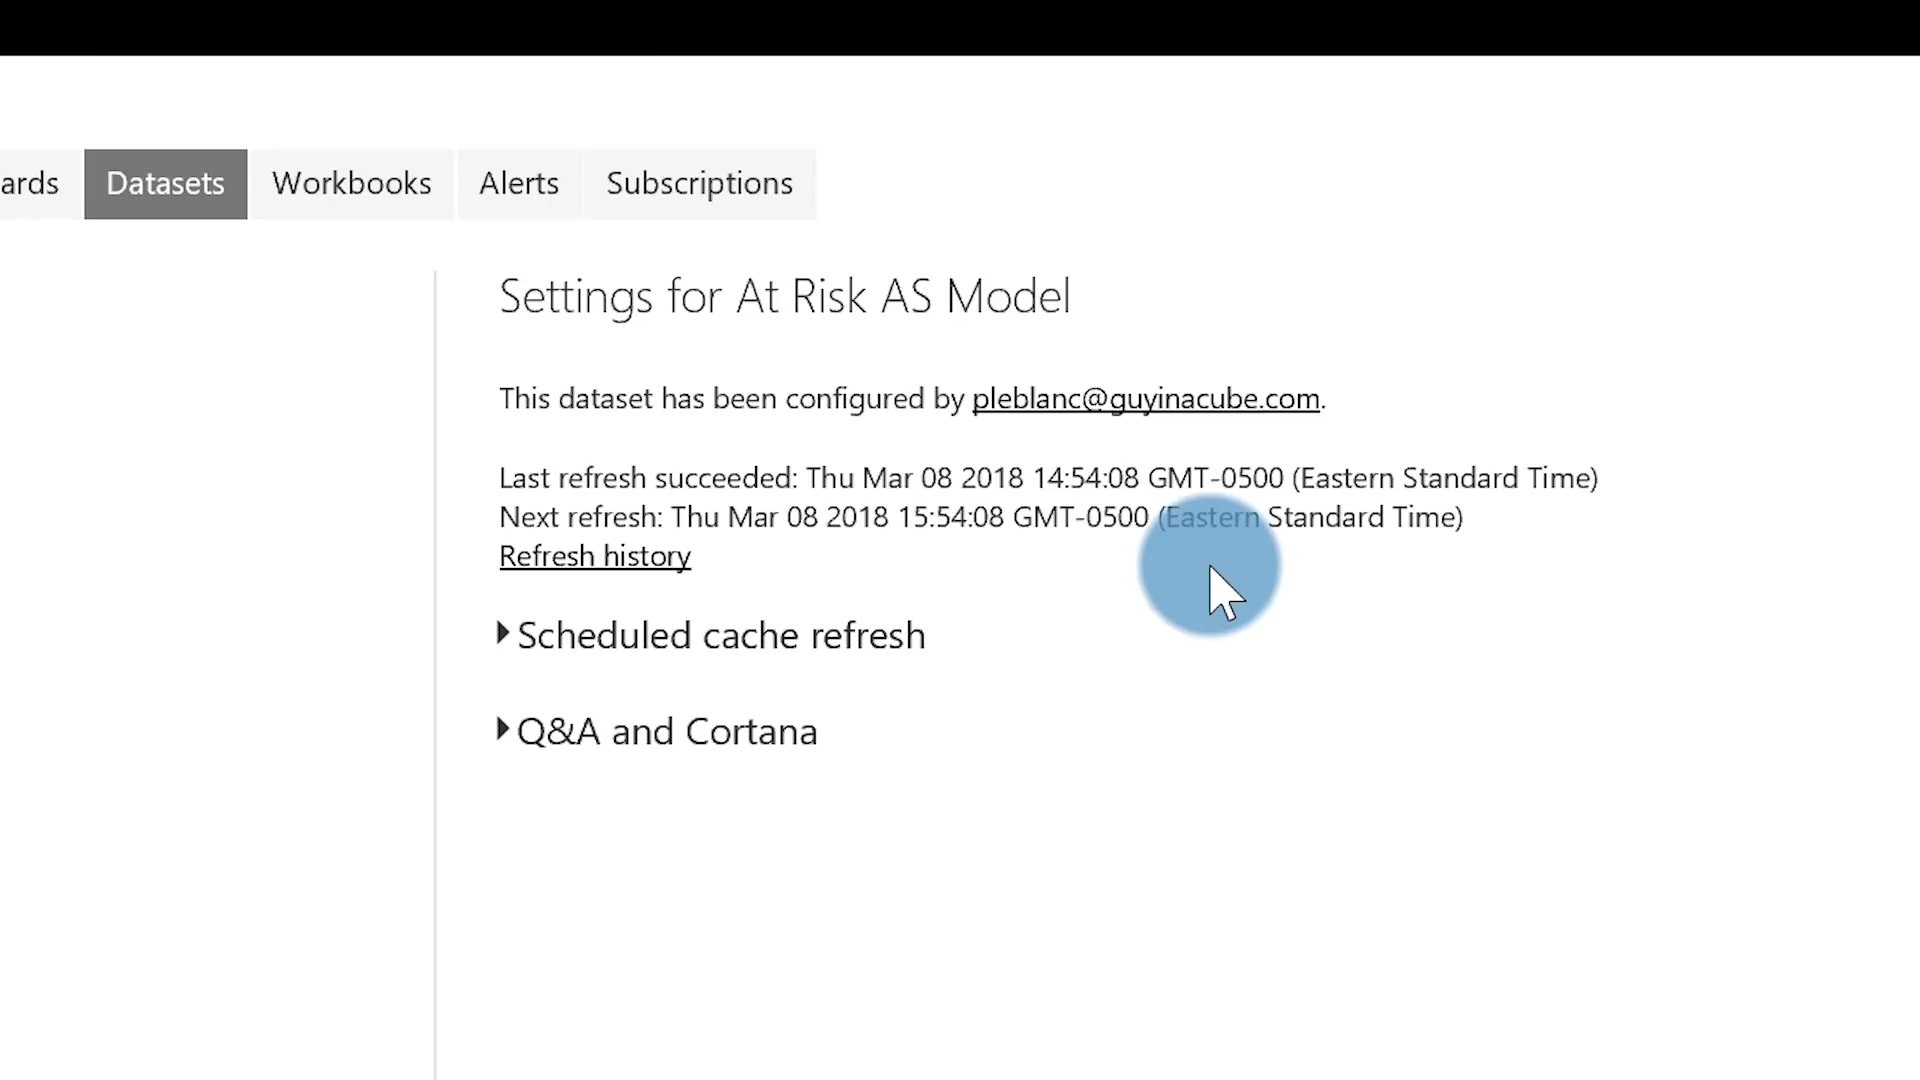 ards Datasets Workbooks Alerts Subscriptions
Settings for At Risk AS Model
This dataset has been configured by pleblanc@guyinacube.com.
Last refresh succeeded: Thu Mar 08 2018 14:54:08 GMT-0500 (Eastern Standard Time)
Next refresh: Thu Mar 08 2018 15:54:08 GMT-0500 (Eastern Standard Time)
Refresh history
Scheduled cache refresh
Q&A and Cortana